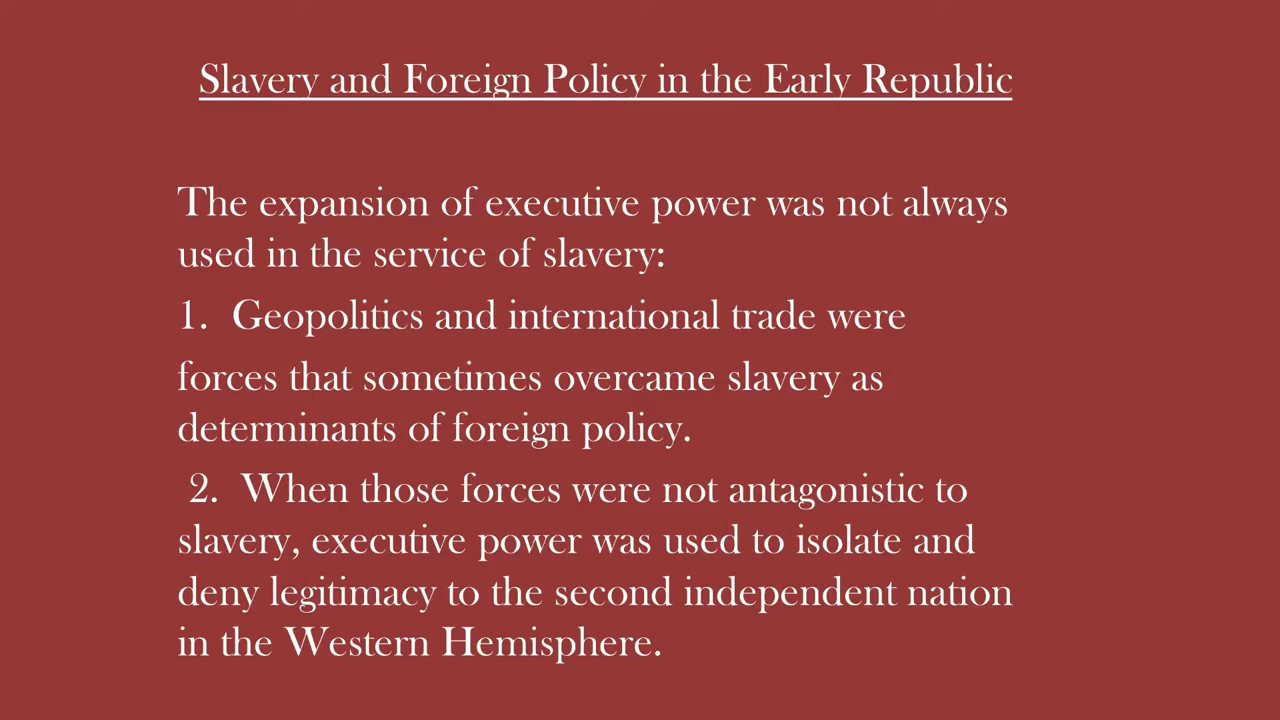 Slavery and Foreign Policy in the Early Republic
The expansion of executive power was not always
used in the service of slavery:
1. Geopolitics and international trade were
forces that sometimes overcame slavery as
determinants of foreign policy.
2. When those forces were not antagonistic to
slavery, executive power was used to isolate and
deny legitimacy to the second independent nation
in the Western Hemisphere.